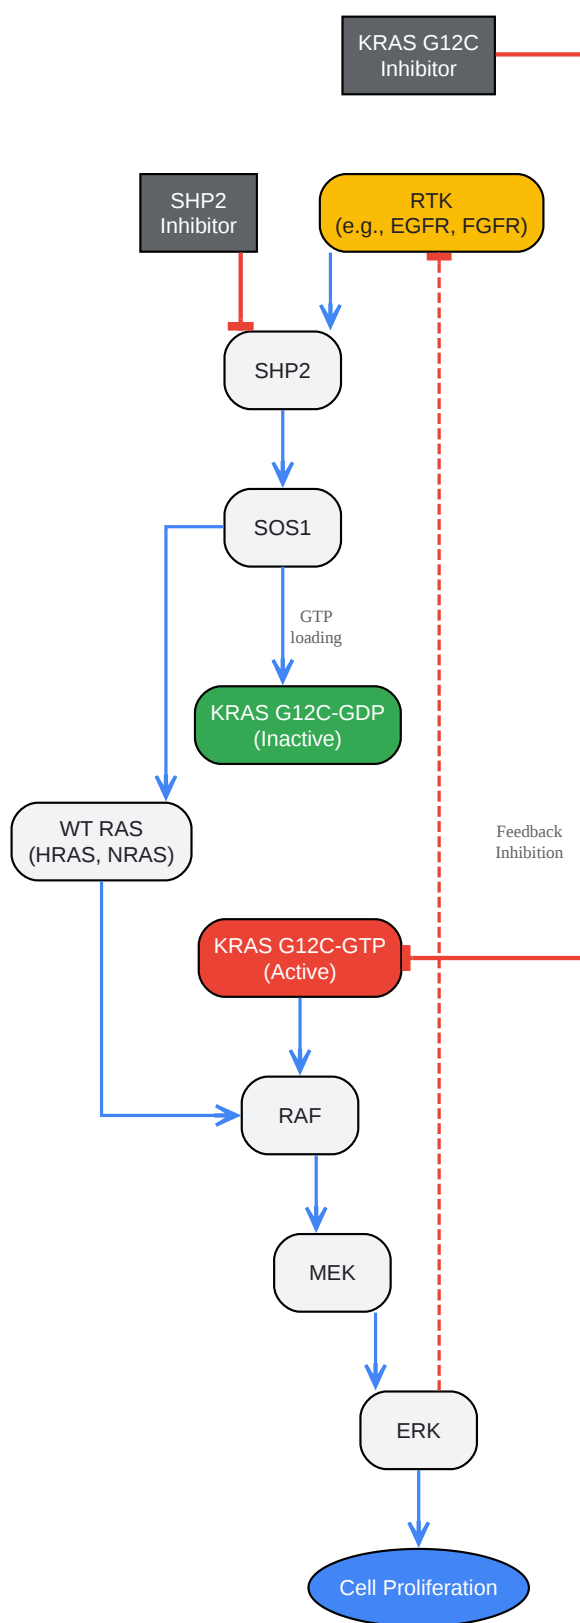 KRAS G12C
Inhibitor
SHP2
Inhibitor
RTK
(e.g., EGFR, FGFR)
SHP2
SOS1
GTP
loading
KRAS G12C-GDP
(Inactive)
WT RAS
(HRAS, NRAS)
Feedback
Inhibition
KRAS G12C-GTP
(Active)
RAF
MEK
ERK
Cell Proliferation